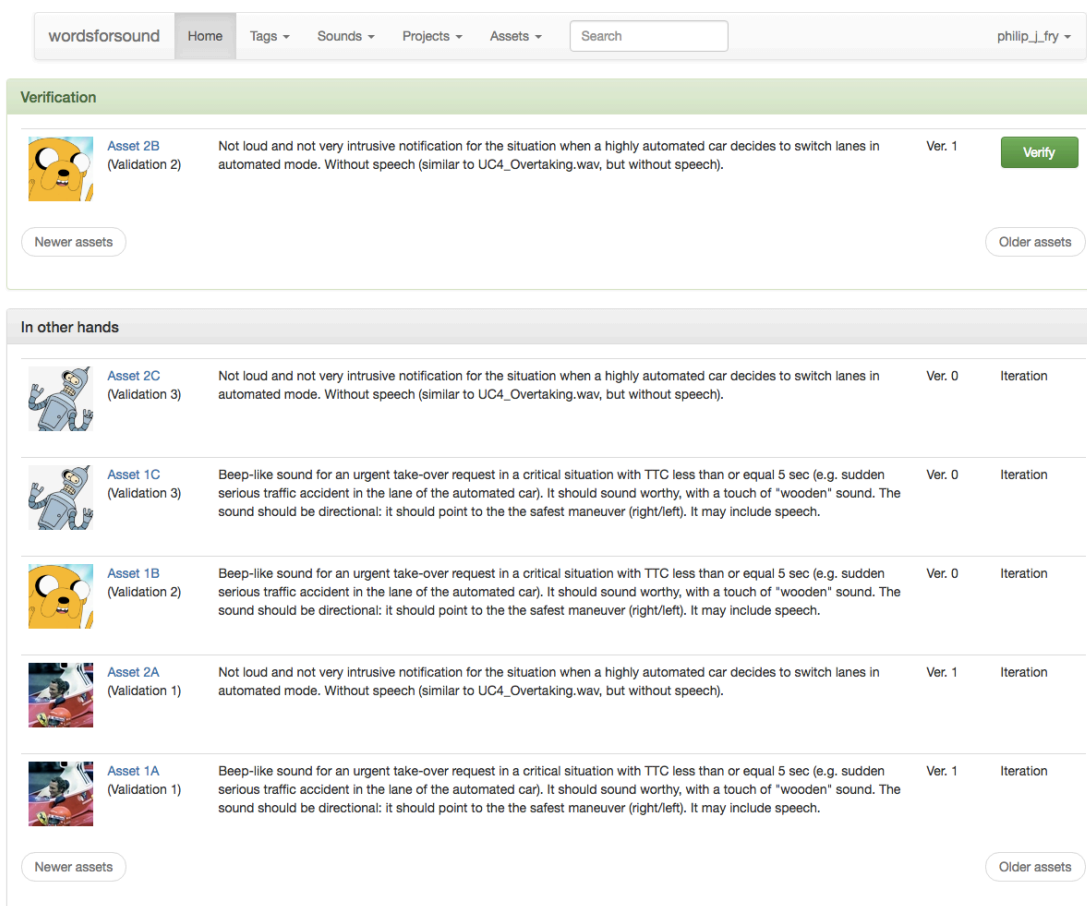 wordsforsound Home Tags Sounds Projects Assets Search philip_j_fry
Verification
Asset 2B Not loud and not very intrusive notification for the situation when a highly automated car decides to switch lanes in Ver. 1 Verify
(Validation 2) automated mode. Without speech (similar to UC4_Overtaking.wav, but without speech).
Newer assets Older assets
In other hands
Asset 2C Not loud and not very intrusive notification for the situation when a highly automated car decides to switch lanes in Ver. 0 Iteration
(Validation 3) automated mode. Without speech (similar to UC4_Overtaking.wav, but without speech).
Asset 1C Beep-like sound for an urgent take-over request in a critical situation with TTC less than or equal 5 sec (e.g. sudden Ver. 0 Iteration
(Validation 3) serious traffic accident in the lane of the automated car). It should sound worthy, with a touch of "wooden" sound. The
sound should be directional: it should point to the the safest maneuver (right/left). It may include speech.
Asset 1B Beep-like sound for an urgent take-over request in a critical situation with TTC less than or equal 5 sec (e.g. sudden Ver. 0 Iteration
(Validation 2) serious traffic accident in the lane of the automated car). It should sound worthy, with a touch of "wooden" sound. The
sound should be directional: it should point to the the safest maneuver (right/left). It may include speech.
Asset 2A Not loud and not very intrusive notification for the situation when a highly automated car decides to switch lanes in Ver. 1 Iteration
(Validation 1) automated mode. Without speech (similar to UC4_Overtaking.wav, but without speech).
Asset 1A Beep-like sound for an urgent take-over request in a critical situation with TTC less than or equal 5 sec (e.g. sudden Ver. 1 Iteration
(Validation 1) serious traffic accident in the lane of the automated car). It should sound worthy, with a touch of "wooden" sound. The
sound should be directional: it should point to the the safest maneuver (right/left). It may include speech.
Newer assets Older assets